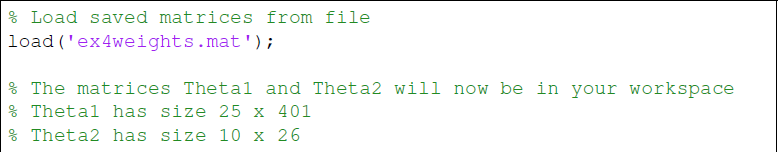 % Load saved matrices from file
load('ex4weights.mat');
% The matrices Theta1 and Theta2 will now be in your workspace
% Theta1 has size 25 x 401
% Theta2 has size 10 x 26